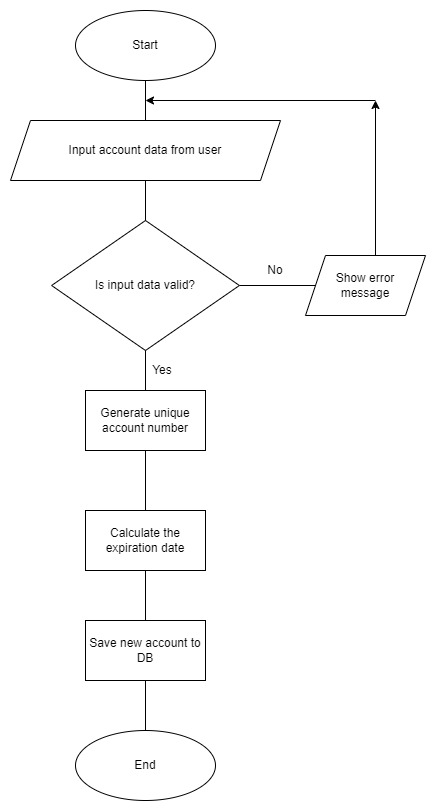 Start
Input account data from user
Is input data valid?
No
Show error
message
Yes
Generate unique
account number
Calculate the
expiration date
Save new account to
DB
End